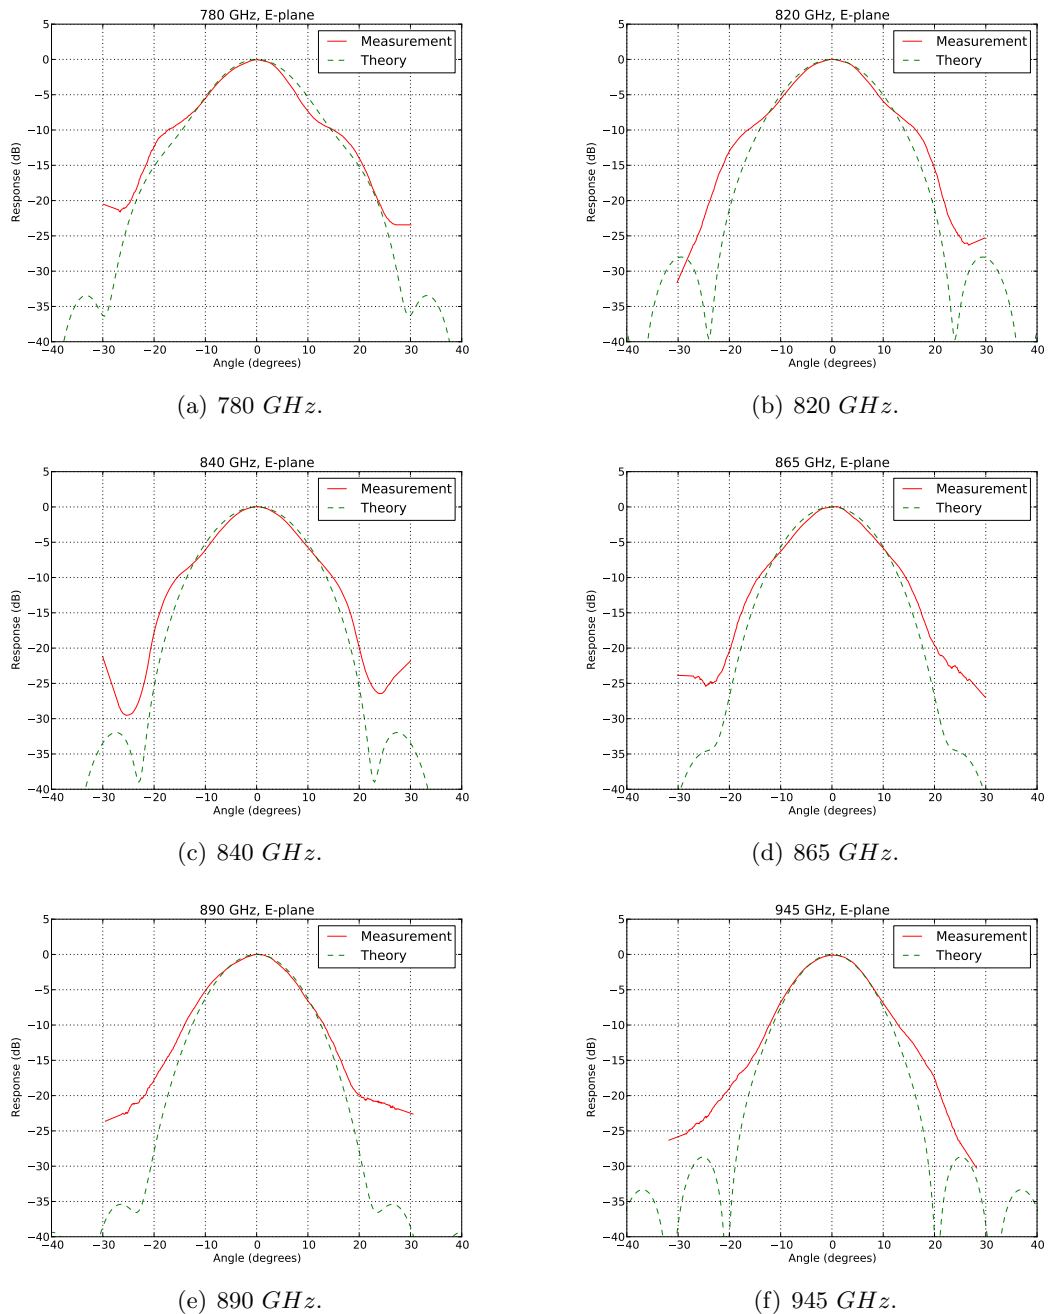 780 GHz, E-plane
5
0
−5
−10
−15
−20
−25
−30
−35
−40
Response (dB)
−40 −30 −20 −10 0 10 20 30 40
Angle (degrees)
Measurement
Theory
(a) 780 GHz.
820 GHz, E-plane
5
0
−5
−10
−15
−20
−25
−30
−35
−40
Response (dB)
−40 −30 −20 −10 0 10 20 30 40
Angle (degrees)
Measurement
Theory
(b) 820 GHz.
840 GHz, E-plane
5
0
−5
−10
−15
−20
−25
−30
−35
−40
Response (dB)
−40 −30 −20 −10 0 10 20 30 40
Angle (degrees)
Measurement
Theory
(c) 840 GHz.
865 GHz, E-plane
5
0
−5
−10
−15
−20
−25
−30
−35
−40
Response (dB)
−40 −30 −20 −10 0 10 20 30 40
Angle (degrees)
Measurement
Theory
(d) 865 GHz.
890 GHz, E-plane
5
0
−5
−10
−15
−20
−25
−30
−35
−40
Response (dB)
−40 −30 −20 −10 0 10 20 30 40
Angle (degrees)
Measurement
Theory
(e) 890 GHz.
945 GHz, E-plane
5
0
−5
−10
−15
−20
−25
−30
−35
−40
Response (dB)
−40 −30 −20 −10 0 10 20 30 40
Angle (degrees)
Measurement
Theory
(f) 945 GHz.